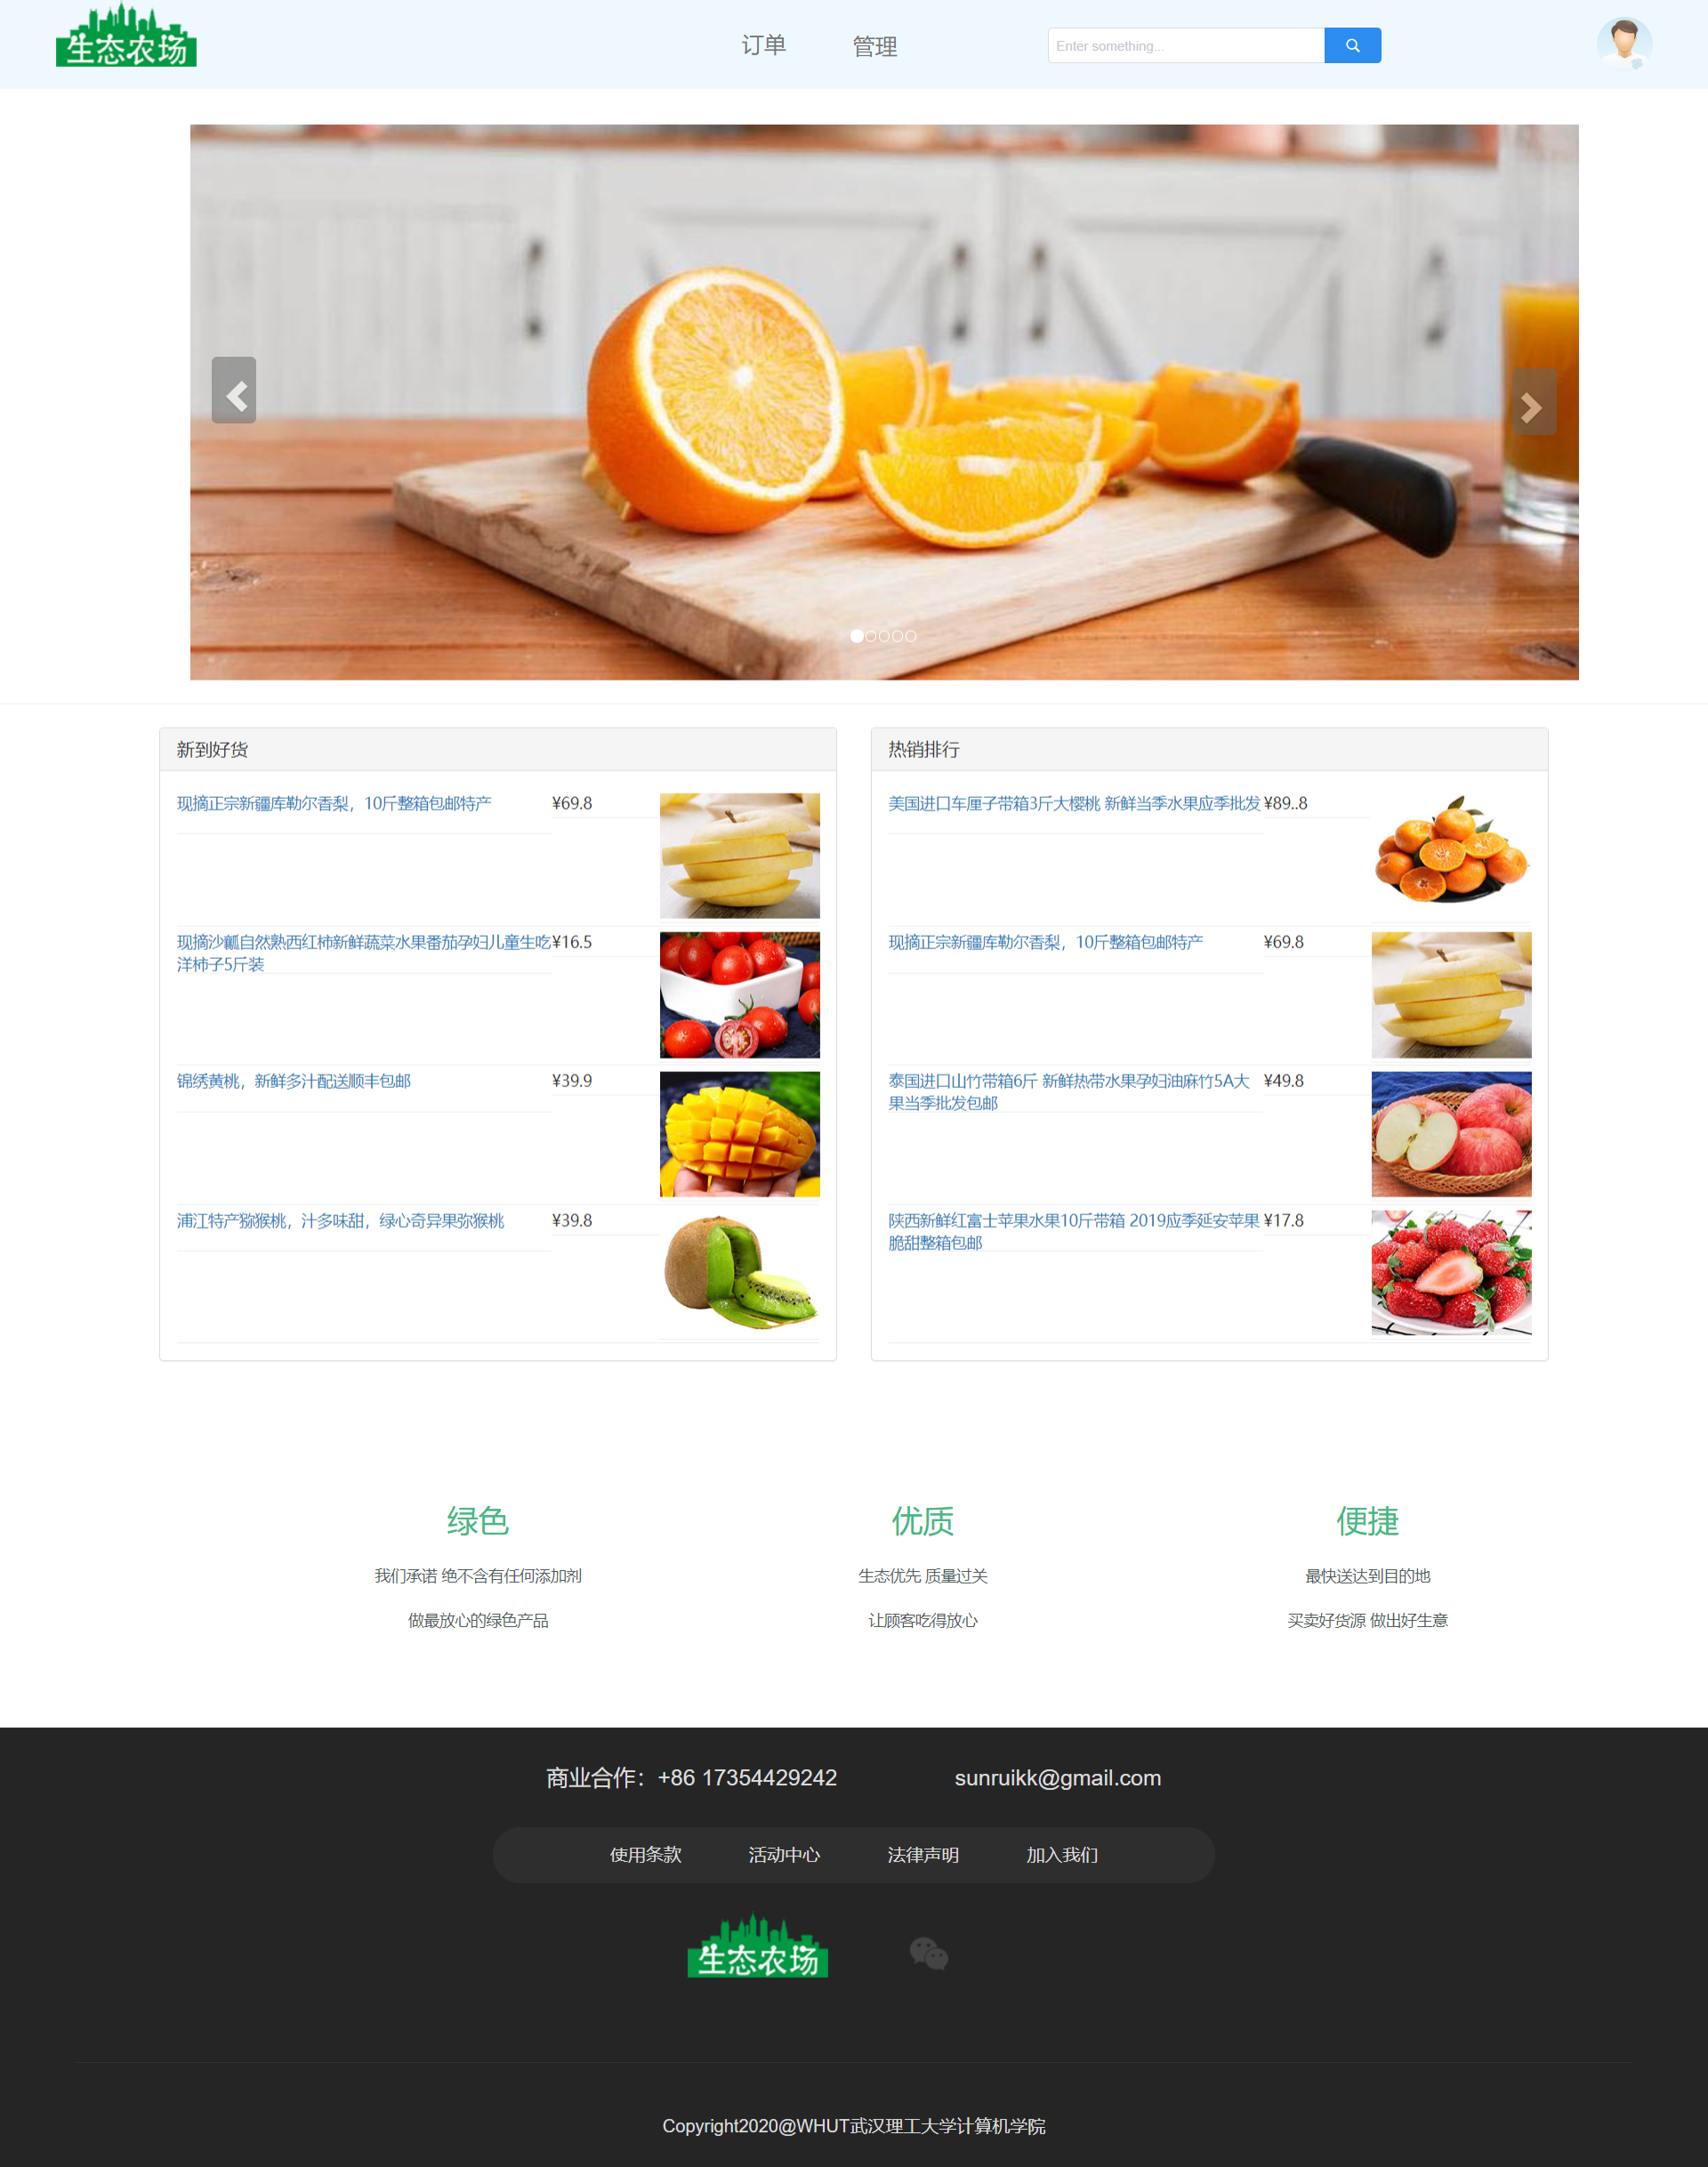 生态农场
订单
管理
Enter something...
新到好货
现摘正宗新疆库勒尔香梨，10斤整箱包邮特产
¥69.8
现摘沙瓤自然熟西红柿新鲜蔬菜水果番茄孕妇儿童生吃
洋柿子5斤装
¥16.5
锦绣黄桃，新鲜多汁配送顺丰包邮
¥39.9
浦江特产猕猴桃，汁多味甜，绿心奇异果弥猴桃
¥39.8
热销排行
美国进口车厘子带箱3斤大樱桃 新鲜当季水果应季批发
¥89..8
现摘正宗新疆库勒尔香梨，10斤整箱包邮特产
¥69.8
泰国进口山竹带箱6斤 新鲜热带水果孕妇油麻竹5A大
果当季批发包邮
¥49.8
陕西新鲜红富士苹果水果10斤带箱 2019应季延安苹果
脆甜整箱包邮
¥17.8
绿色
我们承诺 绝不含有任何添加剂
做最放心的绿色产品
优质
生态优先 质量过关
让顾客吃得放心
便捷
最快送达到目的地
买卖好货源 做出好生意
商业合作：+86 17354429242
sunruikk@gmail.com
使用条款
活动中心
法律声明
加入我们
生态农场
Copyright2020@WHUT武汉理工大学计算机学院